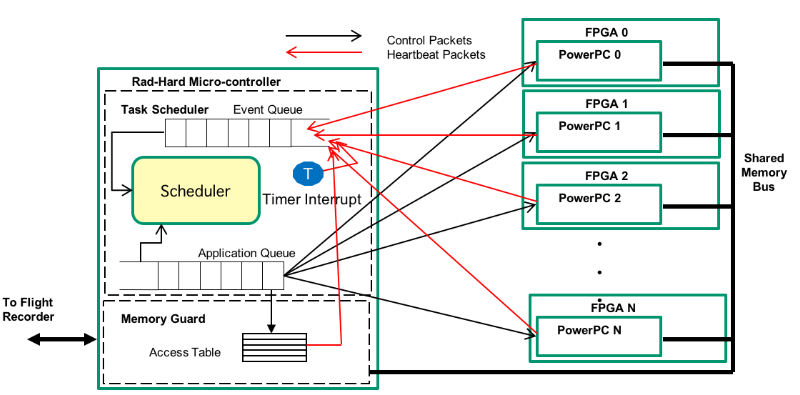 Control Packets
Heartbeat Packets
Rad-Hard Micro-controller
Task Scheduler
Event Queue
Scheduler
T
Timer Interrupt
Application Queue
Memory Guard
Access Table
To Flight
Recorder
FPGA 0
PowerPC 0
FPGA 1
PowerPC 1
FPGA 2
PowerPC 2
FPGA N
PowerPC N
Shared
Memory
Bus